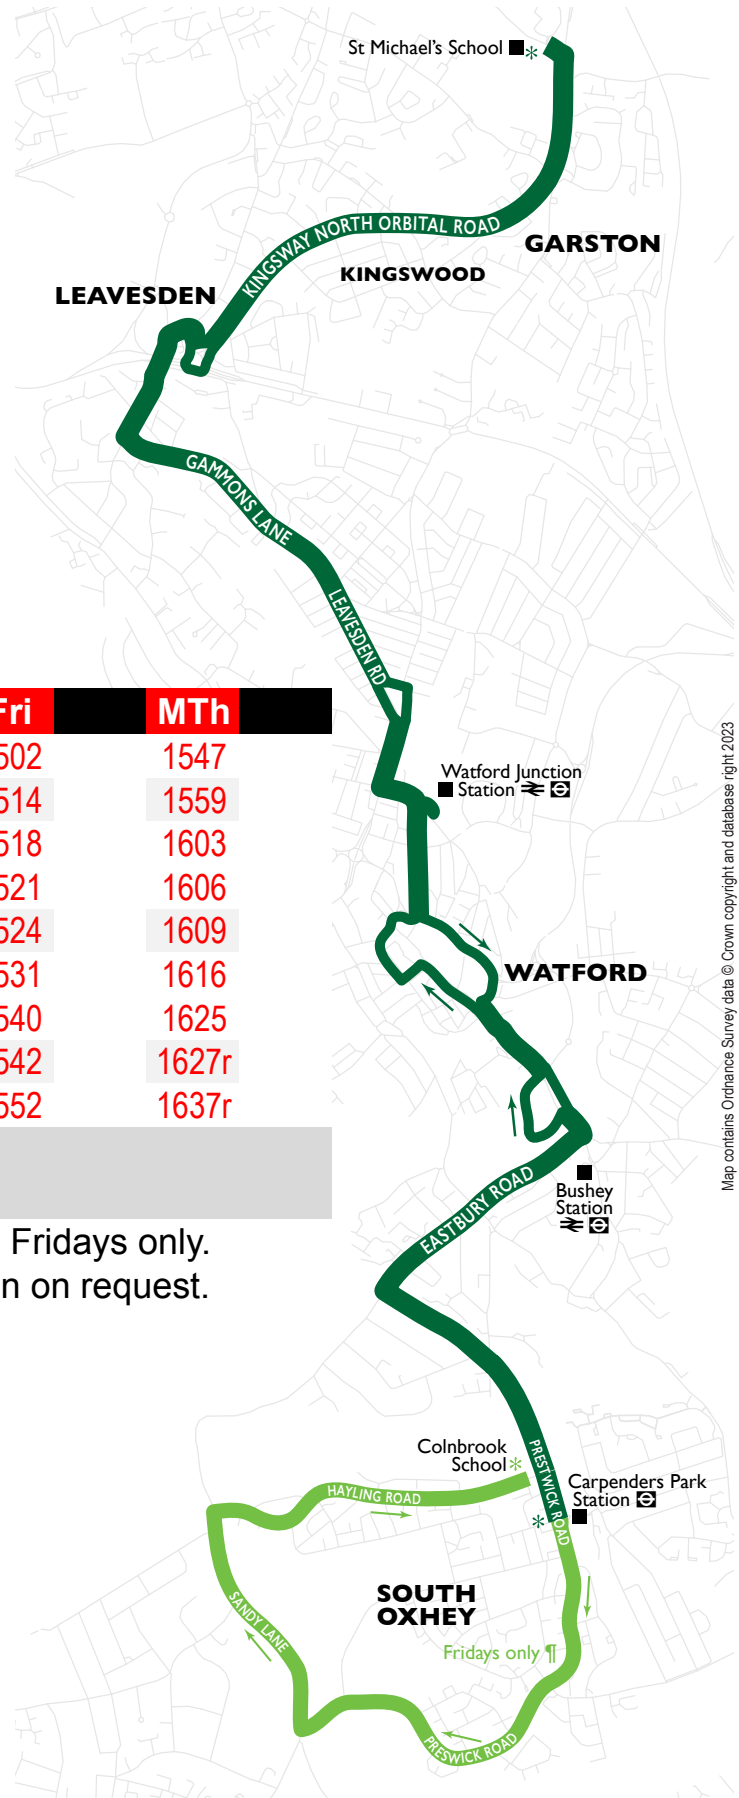 St Michael's School
KINGSWAY NORTH ORBITAL ROAD
GARSTON
KINGSWOOD
LEAVESDEN
GAMMONS LANE
LEAVESDEN RD
Fri MTh
502 1547
514 1559
518 1603
521 1606
524 1609
531 1616
540 1625
542 1627r
552 1637r
Fridays only.
n on request.
Watford Junction
Station
WATFORD
Map contains Ordnance Survey data © Crown copyright and database right 2023
EASTBURY ROAD
Bushey
Station
Colnbrook
School*
PRESTWICK ROAD
Carpenders Park
Station
HAYLING ROAD
SOUTH
OXHEY
SANDY LANE
Fridays only ¶
PRESWICK ROAD